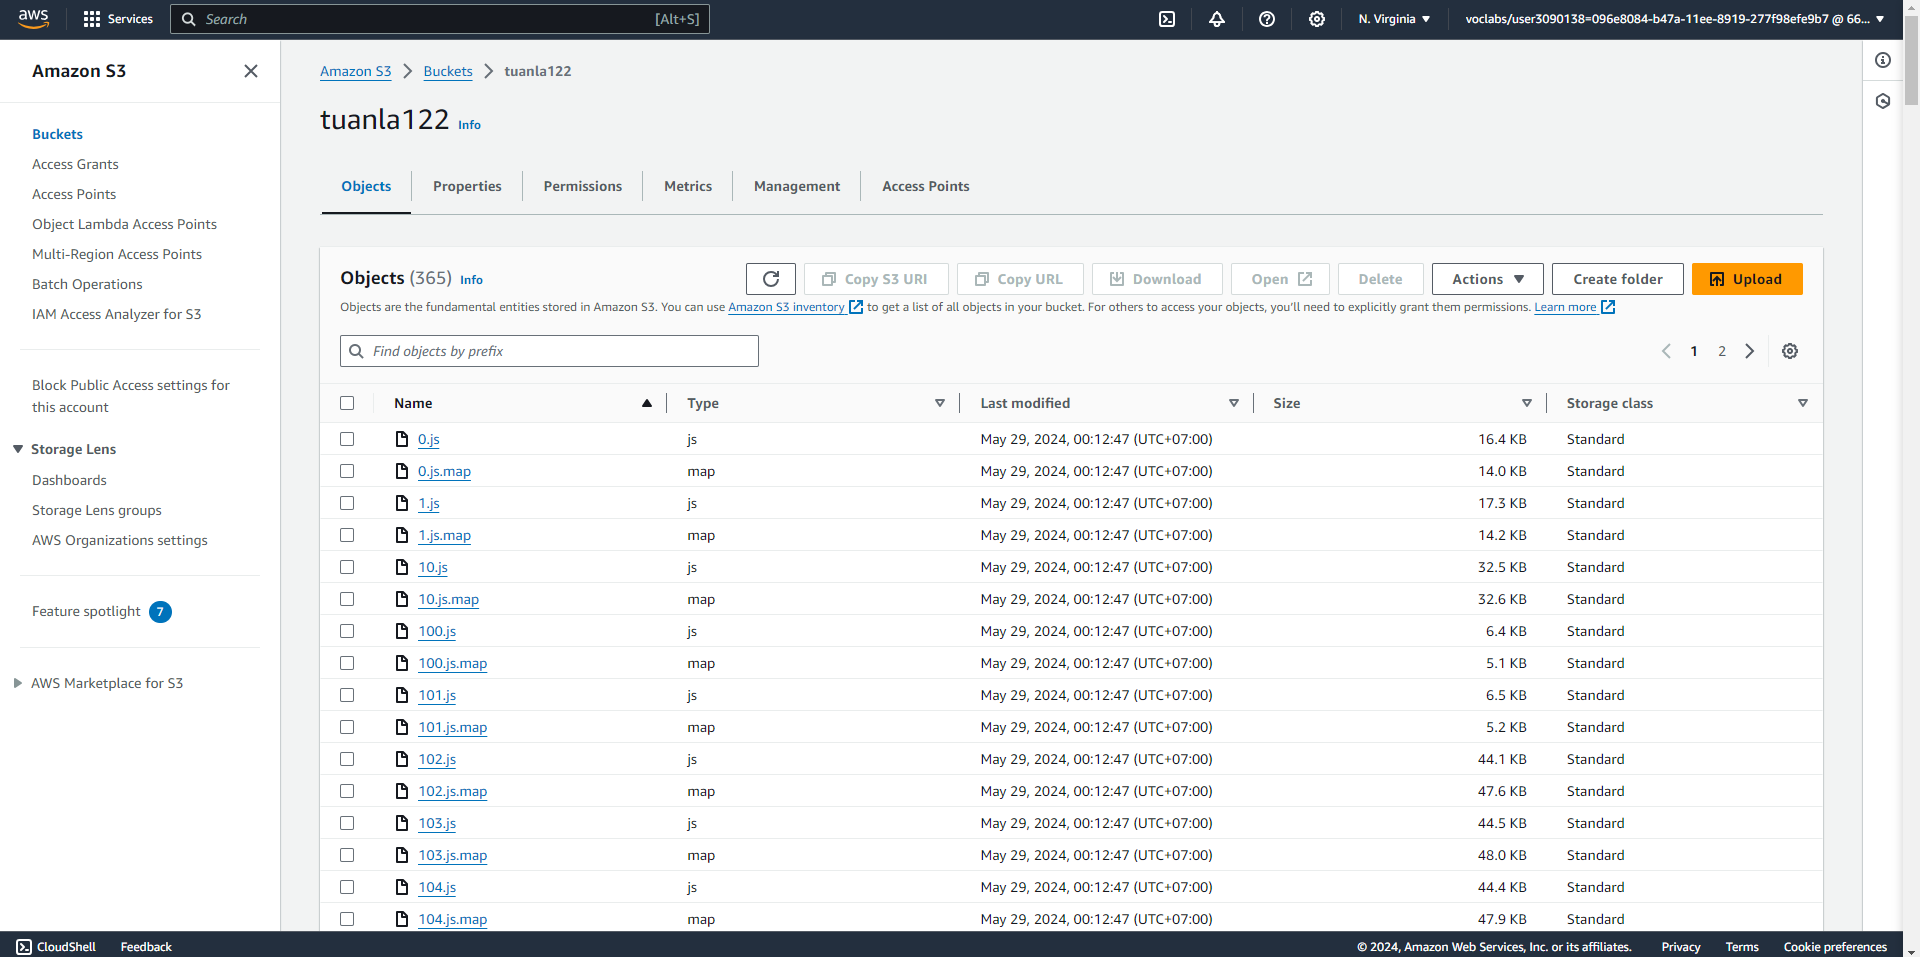 aws
Services
Search [Alt+S]
N. Virginia
voclabs/user3090138=096e8084-b47a-11ee-8919-277f98efe9b7 @ 66...
Amazon S3
Buckets
Access Grants
Access Points
Object Lambda Access Points
Multi-Region Access Points
Batch Operations
IAM Access Analyzer for S3
Block Public Access settings for
this account
Storage Lens
Dashboards
Storage Lens groups
AWS Organizations settings
Feature spotlight 7
AWS Marketplace for S3
Amazon S3 Buckets tuanla122
tuanla122 Info
Objects Properties Permissions Metrics Management Access Points
Objects (365) Info
Copy S3 URI Copy URL Download Open Delete Actions Create folder Upload
Objects are the fundamental entities stored in Amazon S3. You can use Amazon S3 inventory to get a list of all objects in your bucket. For others to access your objects, you'll need to explicitly grant them permissions. Learn more
Find objects by prefix
1 2
Name Type Last modified Size Storage class
0.js js May 29, 2024, 00:12:47 (UTC+07:00) 16.4 KB Standard
0.js.map map May 29, 2024, 00:12:47 (UTC+07:00) 14.0 KB Standard
1.js js May 29, 2024, 00:12:47 (UTC+07:00) 17.3 KB Standard
1.js.map map May 29, 2024, 00:12:47 (UTC+07:00) 14.2 KB Standard
10.js js May 29, 2024, 00:12:47 (UTC+07:00) 32.5 KB Standard
10.js.map map May 29, 2024, 00:12:47 (UTC+07:00) 32.6 KB Standard
100.js js May 29, 2024, 00:12:47 (UTC+07:00) 6.4 KB Standard
100.js.map map May 29, 2024, 00:12:47 (UTC+07:00) 5.1 KB Standard
101.js js May 29, 2024, 00:12:47 (UTC+07:00) 6.5 KB Standard
101.js.map map May 29, 2024, 00:12:47 (UTC+07:00) 5.2 KB Standard
102.js js May 29, 2024, 00:12:47 (UTC+07:00) 44.1 KB Standard
102.js.map map May 29, 2024, 00:12:47 (UTC+07:00) 47.6 KB Standard
103.js js May 29, 2024, 00:12:47 (UTC+07:00) 44.5 KB Standard
103.js.map map May 29, 2024, 00:12:47 (UTC+07:00) 48.0 KB Standard
104.js js May 29, 2024, 00:12:47 (UTC+07:00) 44.4 KB Standard
104.js.map map May 29, 2024, 00:12:47 (UTC+07:00) 47.9 KB Standard
CloudShell Feedback
© 2024, Amazon Web Services, Inc. or its affiliates. Privacy Terms Cookie preferences